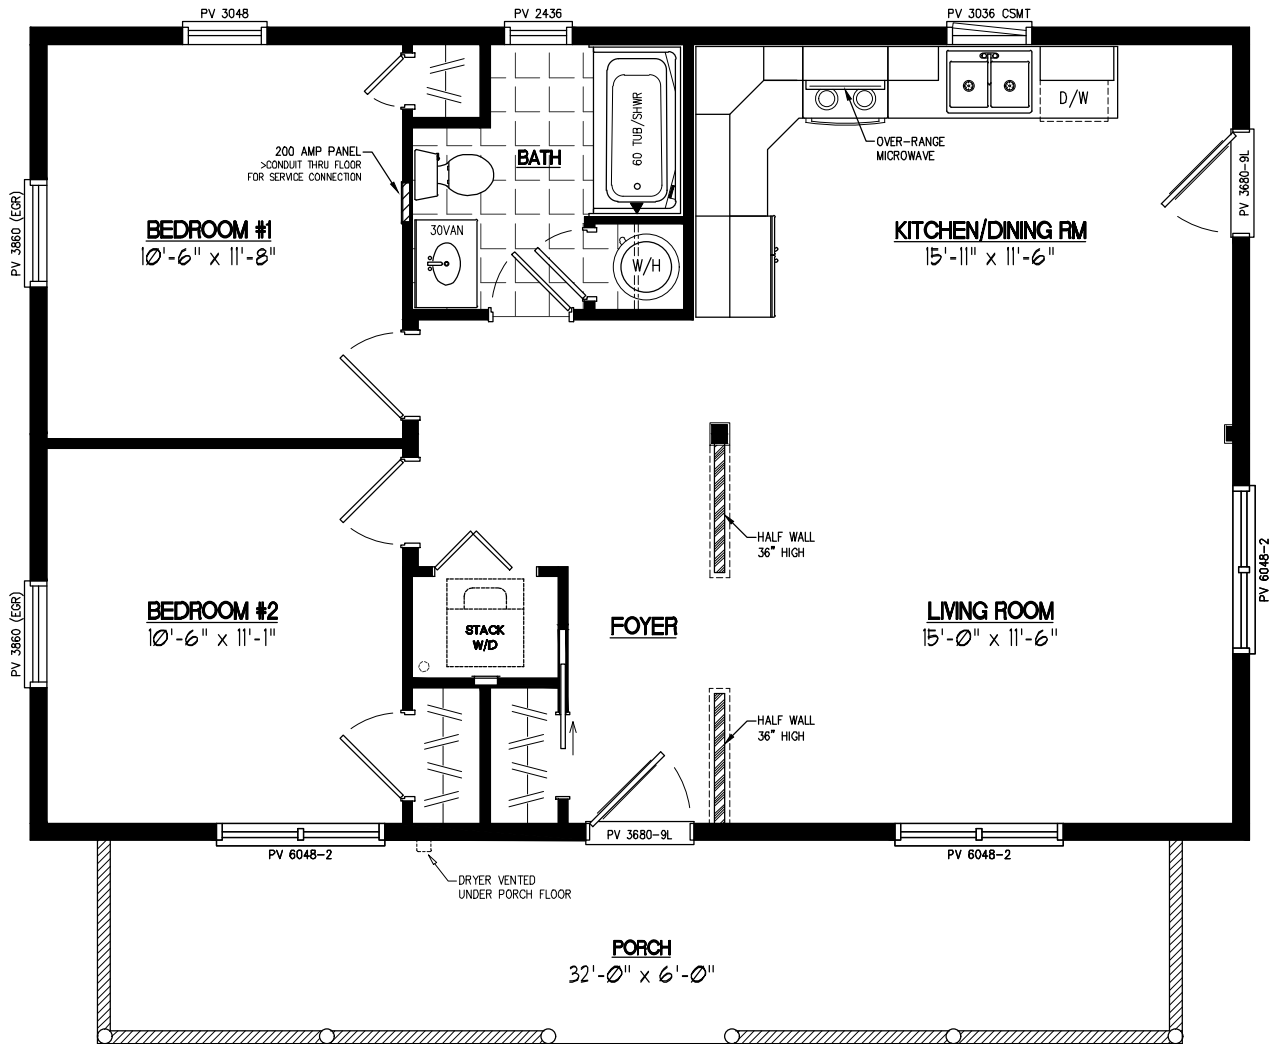 PV 3048
PV 2436
PV 3036 CSMT
200 AMP PANEL
>CONDUIT THRU FLOOR
FOR SERVICE CONNECTION
BATH
60 TUB/SHWR
D/W
OVER-RANGE
MICROWAVE
PV 3680-9L
PV 3860 (EGR)
BEDROOM #1
10'-6" x 11'-8"
30VAN
W/H
KITCHEN/DINING RM
15'-11" x 11'-6"
HALF WALL
36" HIGH
PV 6048-2
PV 3860 (EGR)
BEDROOM #2
10'-6" x 11'-1"
STACK
W/D
FOYER
LIVING ROOM
15'-0" x 11'-6"
HALF WALL
36" HIGH
PV 6048-2
PV 3680-9L
PV 6048-2
DRYER VENTED
UNDER PORCH FLOOR
PORCH
32'-0" x 6'-0"